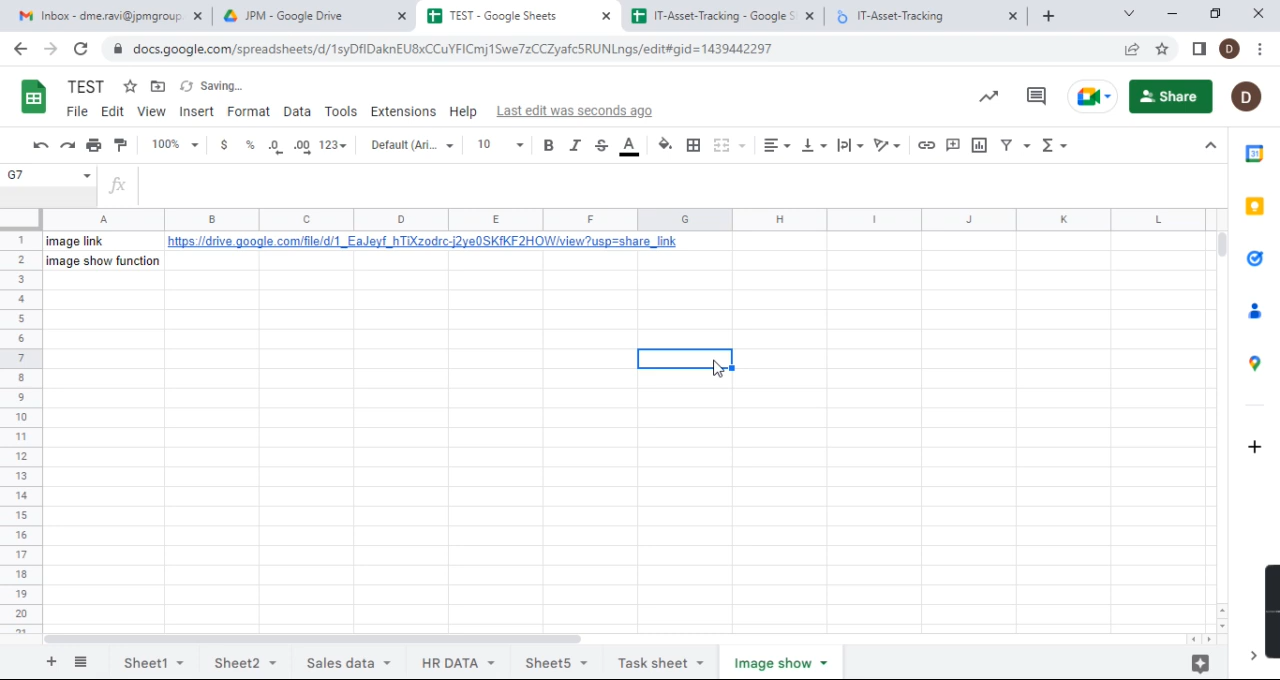 Inbox - dme.ravi@jpmgroup JPM - Google Drive TEST - Google Sheets IT-Asset-Tracking - Google S IT-Asset-Tracking
docs.google.com/spreadsheets/d/1syDflDaknEU8xCCuYFlCmj1Swe7zCCZyafc5RUNLngs/edit#gid=1439442297 D
TEST Saving...
File Edit View Insert Format Data Tools Extensions Help Last edit was seconds ago Share D
100% $ % .0 .00 123 Default (Ari... 10 B I S A
G7 fx
A B C D E F G H I J K L
1 image link https://drive.google.com/file/d/1_EaJeyf_hTiXzodrc-j2ye0SKfKF2HOW/view?usp=share_link
2 image show function
3
4
5
6
7
8
9
10
11
12
13
14
15
16
17
18
19
20
21
Sheet1 Sheet2 Sales data HR DATA Sheet5 Task sheet Image show